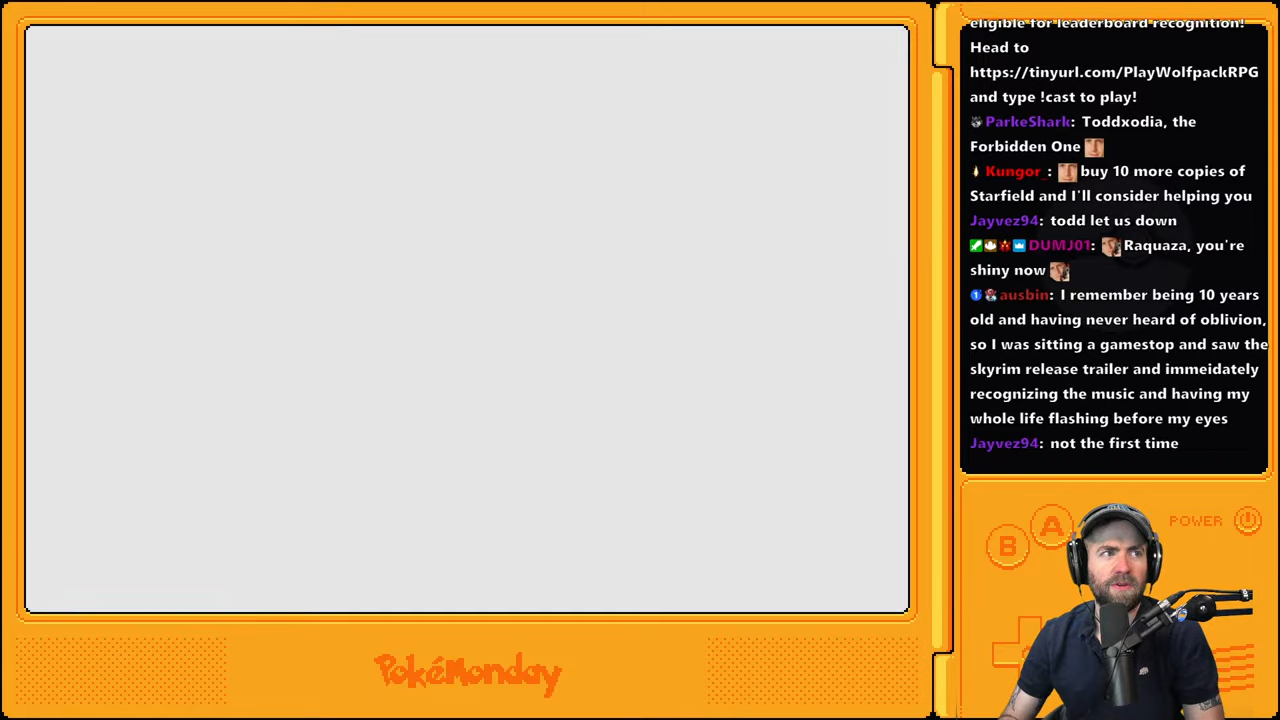 eligible for leaderboard recognition!
Head to
https://tinyurl.com/PlayWolfpackRPG
and type !cast to play!
ParkeShark: Toddxodia, the
Forbidden One
Kungor_: buy 10 more copies of
Starfield and I'll consider helping you
Jayvez94: todd let us down
DUMJ01: Raquaza, you're
shiny now
ausbin: I remember being 10 years
old and having never heard of oblivion,
so I was sitting a gamestop and saw the
skyrim release trailer and immeidately
recognizing the music and having my
whole life flashing before my eyes
Jayvez94: not the first time
B A POWER
PokéMonday